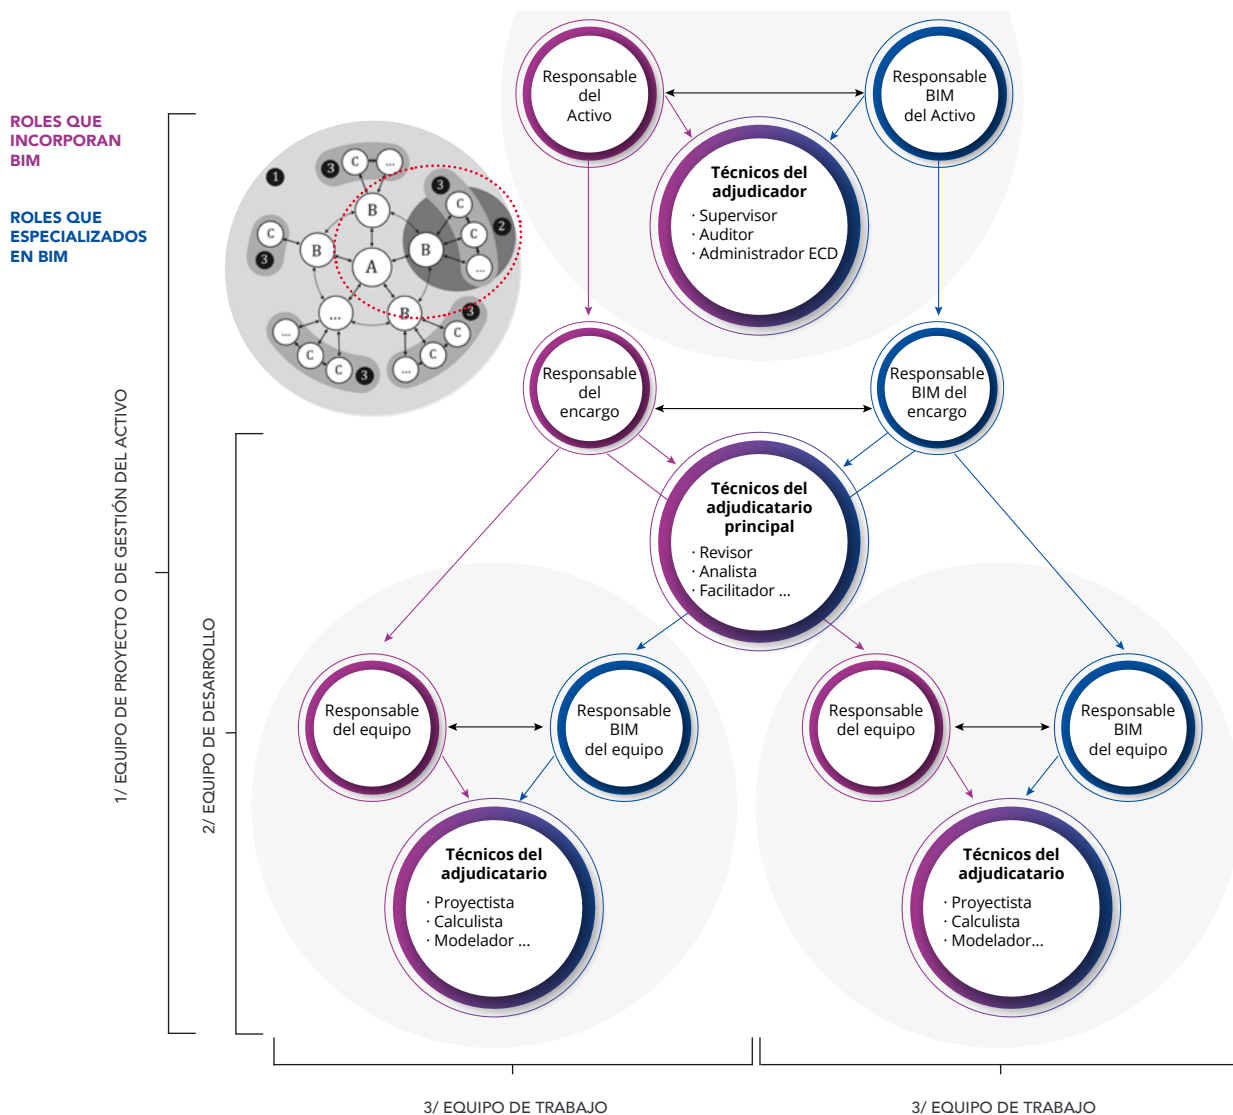 ROLES QUE
INCORPORAN
BIM
ROLES QUE
ESPECIALIZADOS
EN BIM
1
3
C
...
3
C
2
B
C
B
C
3
B
A
...
...
B
3
...
C
C
3
C
C
...
Responsable
del
Activo
Responsable
BIM
del Activo
Técnicos del
adjudicador
· Supervisor
· Auditor
· Administrador ECD
Responsable
del
encargo
Responsable
BIM del
encargo
Técnicos del
adjudicatario
principal
· Revisor
· Analista
· Facilitador ...
1/ EQUIPO DE PROYECTO O DE GESTIÓN DEL ACTIVO
2/ EQUIPO DE DESARROLLO
Responsable
del equipo
Responsable
BIM
del equipo
Técnicos del
adjudicatario
· Proyectista
· Calculista
· Modelador ...
Responsable
del equipo
Responsable
BIM
del equipo
Técnicos del
adjudicatario
· Proyectista
· Calculista
· Modelador...
3/ EQUIPO DE TRABAJO
3/ EQUIPO DE TRABAJO